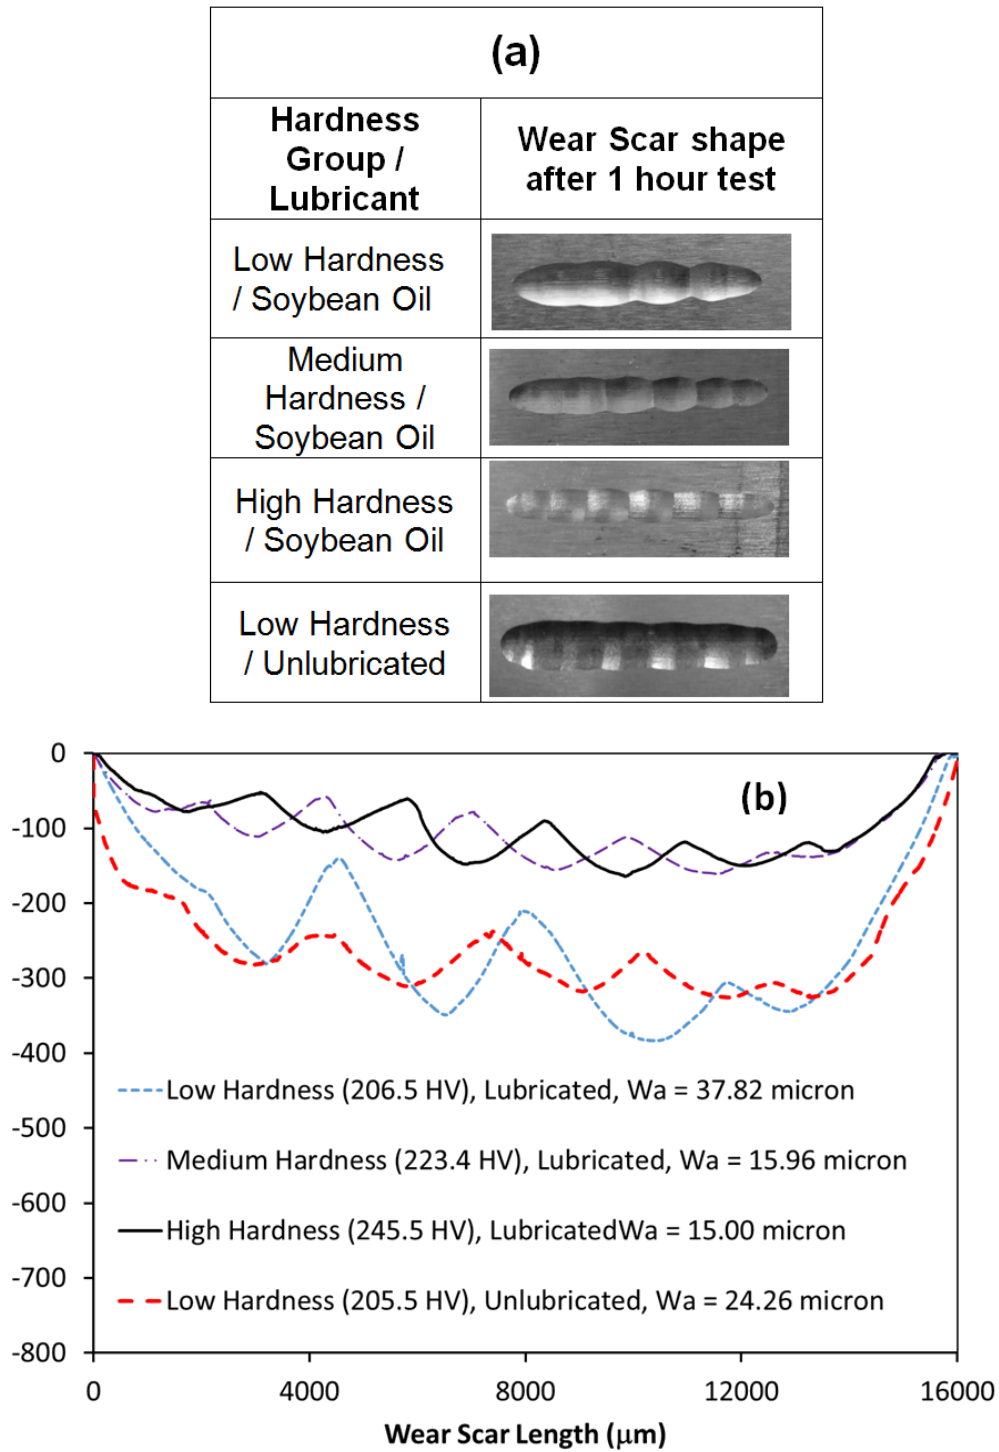 (a)
Hardness
Group /
Lubricant
Wear Scar shape
after 1 hour test
Low Hardness
/ Soybean Oil
Medium
Hardness /
Soybean Oil
High Hardness
/ Soybean Oil
Low Hardness
/ Unlubricated
0
-100
-200
-300
-400
-500
-600
-700
-800
(b)
Low Hardness (206.5 HV), Lubricated, Wa = 37.82 micron
Medium Hardness (223.4 HV), Lubricated, Wa = 15.96 micron
High Hardness (245.5 HV), LubricatedWa = 15.00 micron
Low Hardness (205.5 HV), Unlubricated, Wa = 24.26 micron
0 4000 8000 12000 16000
Wear Scar Length (μm)